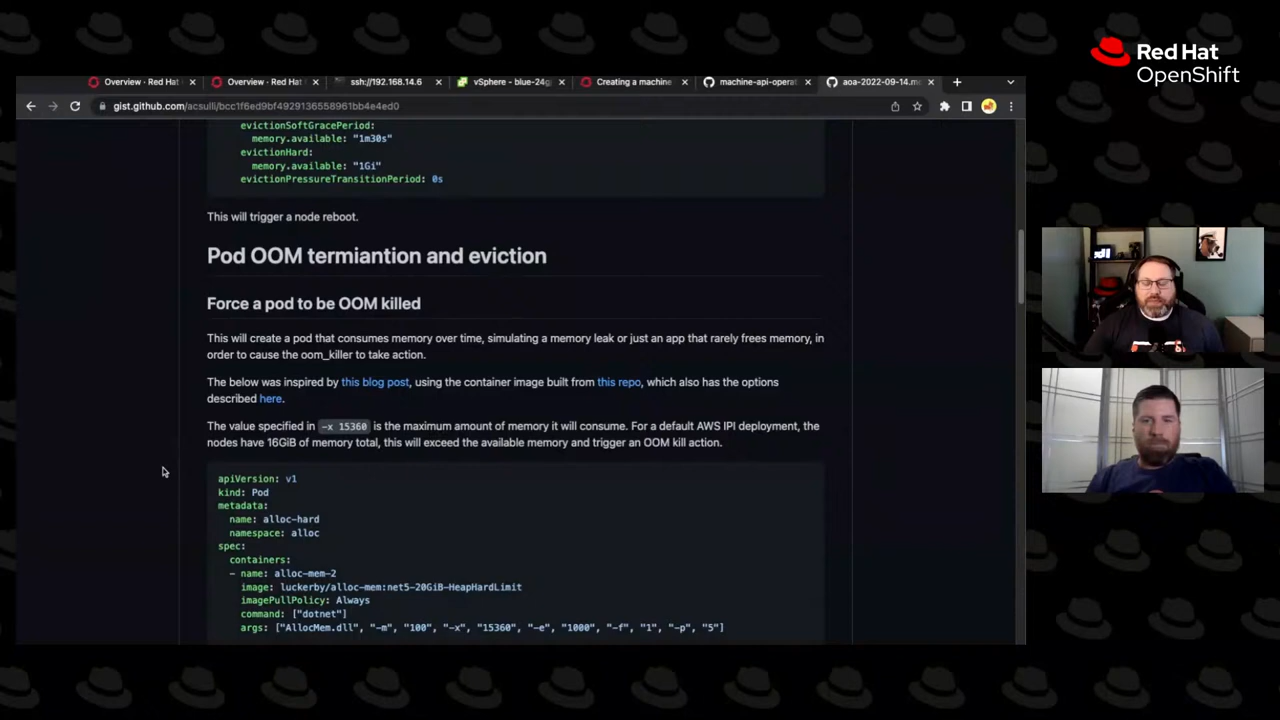 Red Hat
OpenShift
Overview · Red Hat
Overview · Red Hat
ssh://192.168.14.6
vSphere - blue-24g
Creating a machine
machine-api-operat
aoa-2022-09-14.m
gist.github.com/acsulli/bcc1f6ed9bf4929136558961bb4e4ed0
evictionSoftGracePeriod:
memory.available: "1m30s"
evictionHard:
memory.available: "1Gi"
evictionPressureTransitionPeriod: 0s
This will trigger a node reboot.
Pod OOM termiantion and eviction
Force a pod to be OOM killed
This will create a pod that consumes memory over time, simulating a memory leak or just an app that rarely frees memory, in
order to cause the oom_killer to take action.
The below was inspired by this blog post, using the container image built from this repo, which also has the options
described here.
The value specified in -x 15360 is the maximum amount of memory it will consume. For a default AWS IPI deployment, the
nodes have 16GiB of memory total, this will exceed the available memory and trigger an OOM kill action.
apiVersion: v1
kind: Pod
metadata:
name: alloc-hard
namespace: alloc
spec:
containers:
- name: alloc-mem-2
image: luckerby/alloc-mem:net5-20GiB-HeapHardLimit
imagePullPolicy: Always
command: ["dotnet"]
args: ["AllocMem.dll", "-m", "100", "-x", "15360", "-e", "1000", "-f", "1", "-p", "5"]